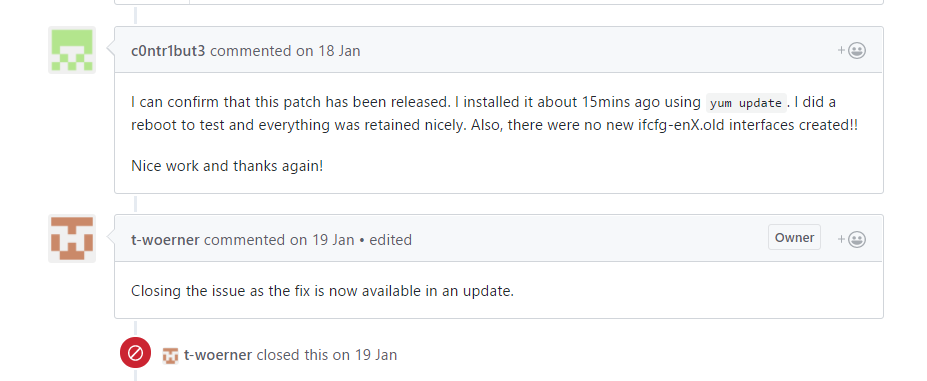 c0ntr1but3 commented on 18 Jan
+
I can confirm that this patch has been released. I installed it about 15mins ago using yum update. I did a
reboot to test and everything was retained nicely. Also, there were no new ifcfg-enX.old interfaces created!!
Nice work and thanks again!
t-woerner commented on 19 Jan • edited
Owner
+
Closing the issue as the fix is now available in an update.
t-woerner closed this on 19 Jan